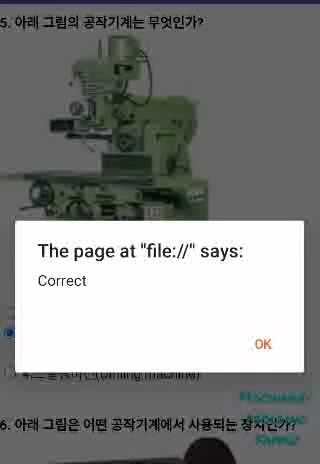 5. 아래 그림의 공작기계는 무엇인가?
The page at "file://" says:
Correct
OK
6. 아래 그림은 어떤 공작기계에서 사용되는 장치인가?